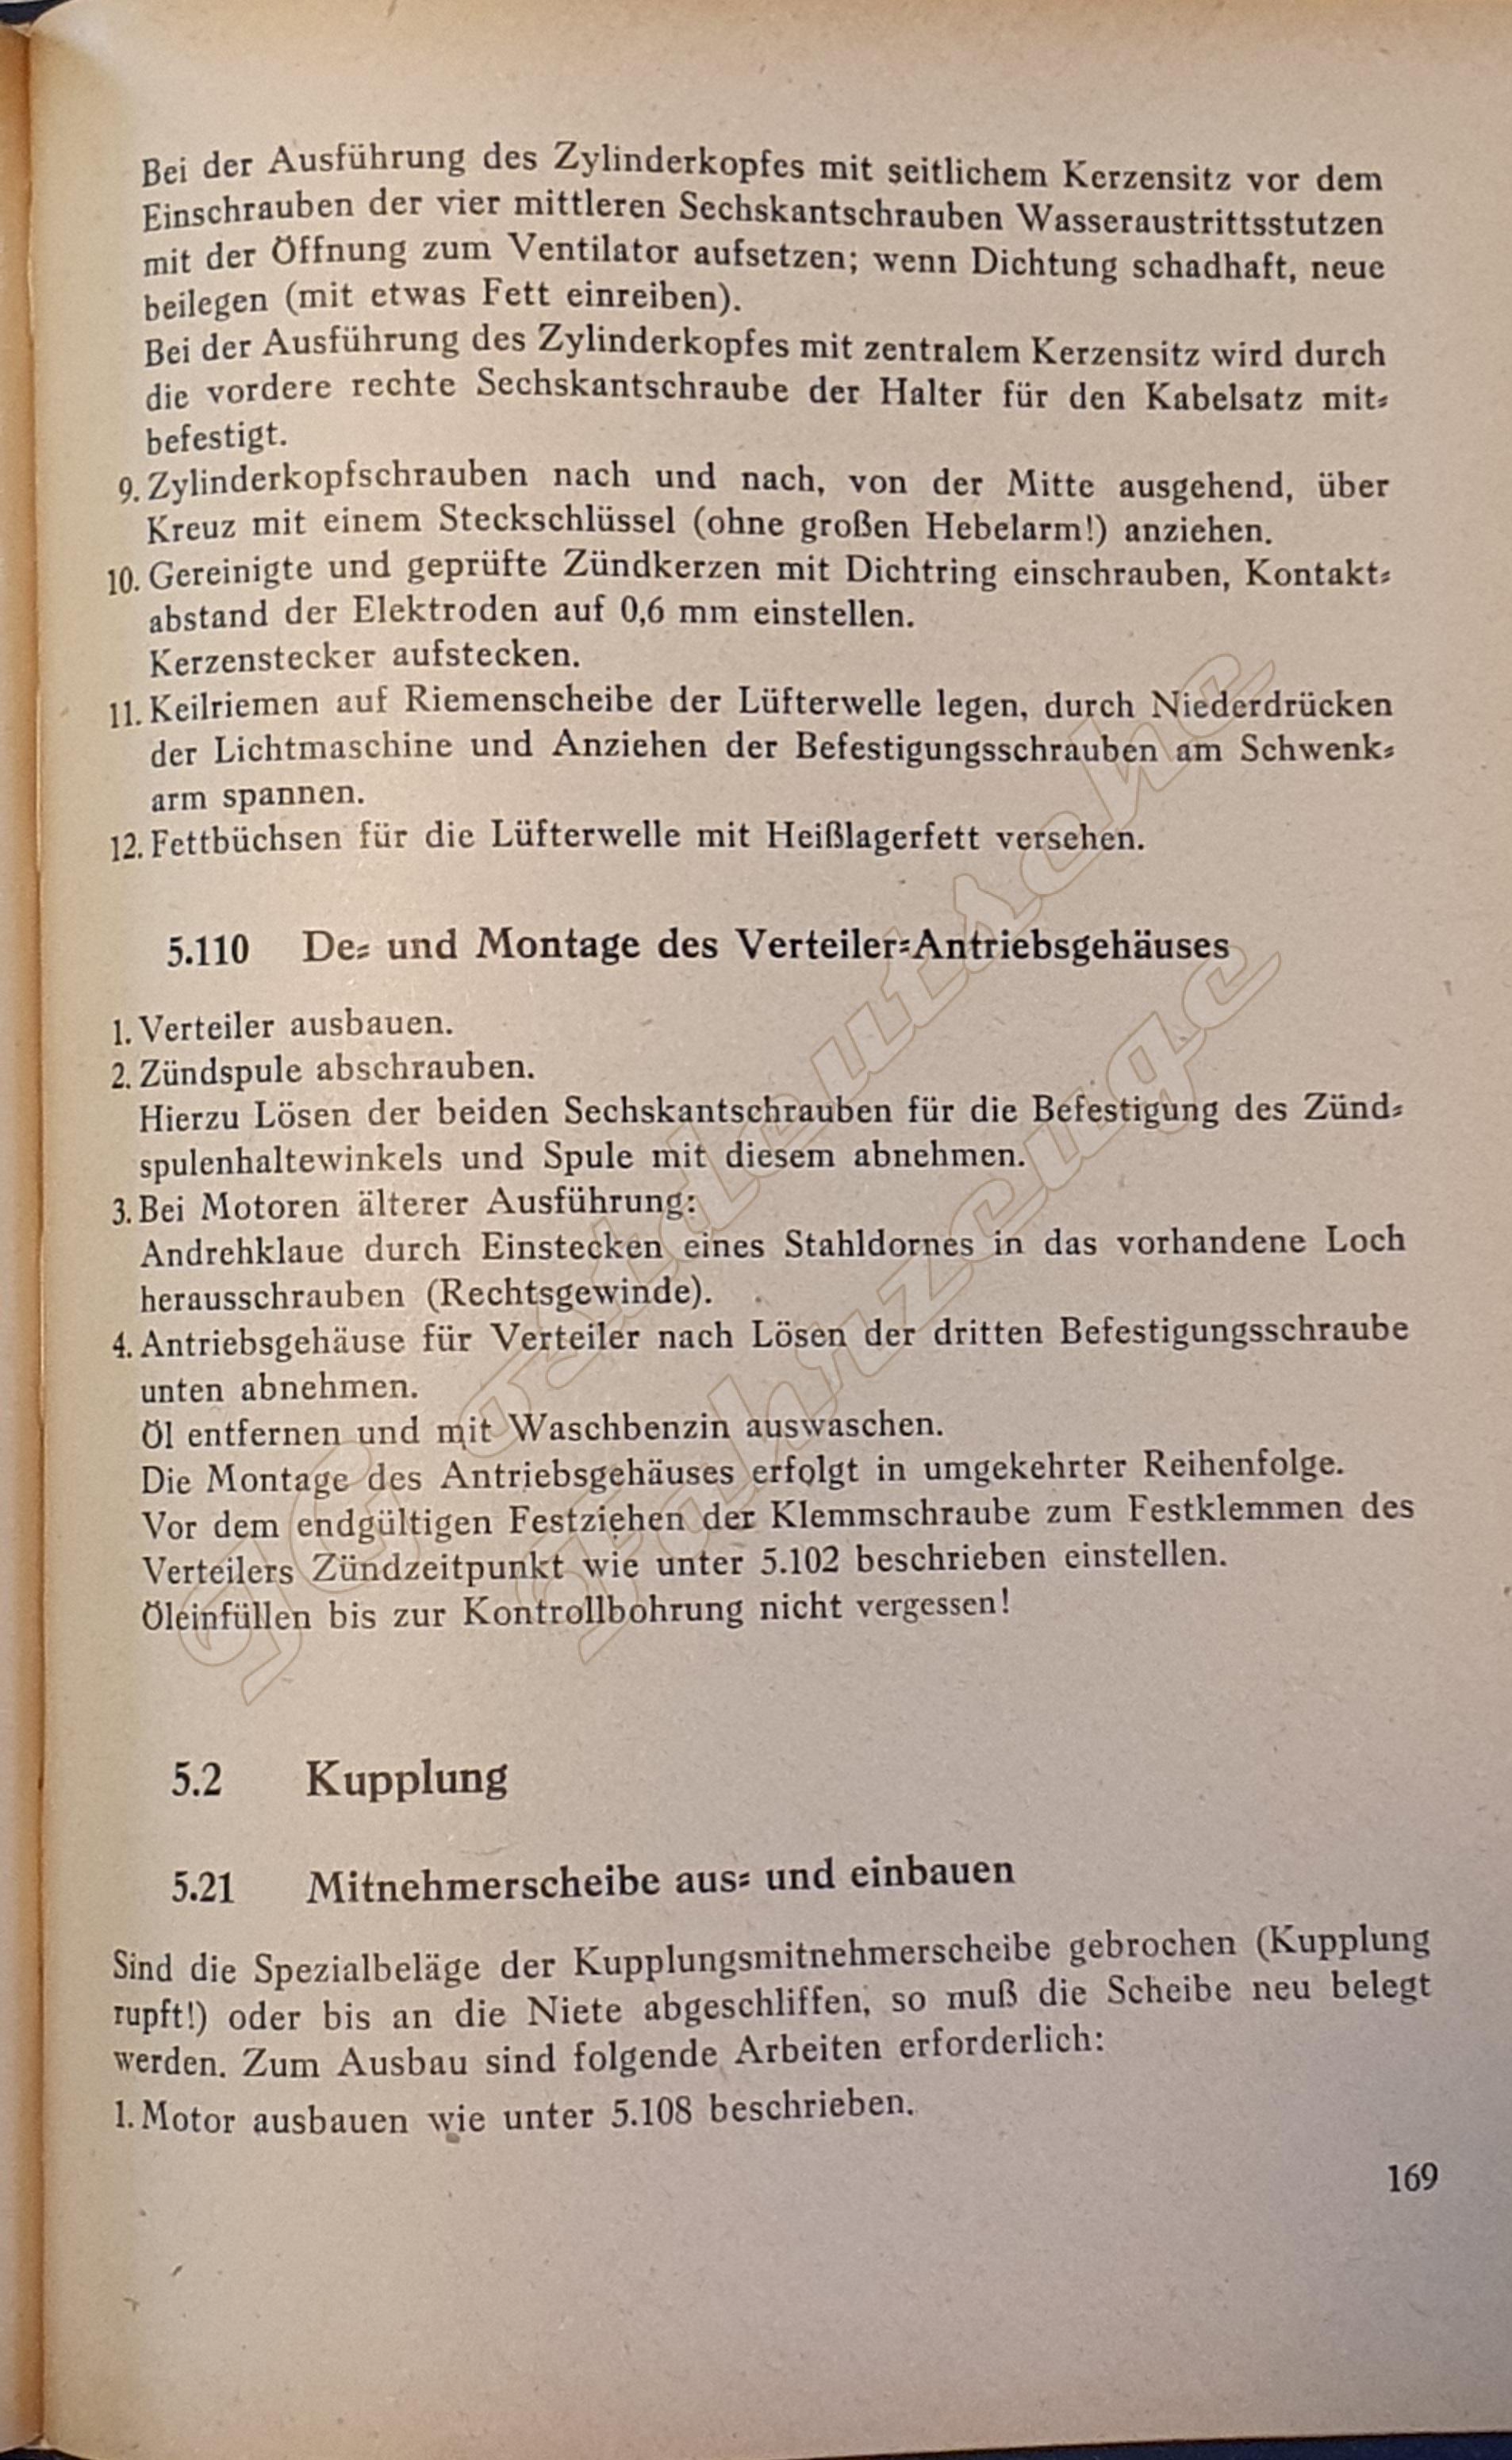 Bei der Ausführung des Zylinderkopfes mit seitlichem Kerzensitz vor dem
Einschrauben der vier mittleren Sechskantschrauben Wasseraustrittsstutzen
mit der Öffnung zum Ventilator aufsetzen; wenn Dichtung schadhaft, neue
beilegen (mit etwas Fett einreiben).
Bei der Ausführung des Zylinderkopfes mit zentralem Kerzensitz wird durch
die vordere rechte Sechskantschraube der Halter für den Kabelsatz mit-
befestigt.
9. Zylinderkopfschrauben nach und nach, von der Mitte ausgehend, über
Kreuz mit einem Steckschlüssel (ohne großen Hebelarm!) anziehen.
10. Gereinigte und geprüfte Zündkerzen mit Dichtring einschrauben, Kontakt-
abstand der Elektroden auf 0,6 mm einstellen.
Kerzenstecker aufstecken.
11. Keilriemen auf Riemenscheibe der Lüfterwelle legen, durch Niederdrücken
der Lichtmaschine und Anziehen der Befestigungsschrauben am Schwenk-
arm spannen.
12. Fettbüchsen für die Lüfterwelle mit Heißlagerfett versehen.
5.110 De- und Montage des Verteiler-Antriebsgehäuses
1. Verteiler ausbauen.
2. Zündspule abschrauben.
Hierzu Lösen der beiden Sechskantschrauben für die Befestigung des Zünd-
spulenhaltewinkels und Spule mit diesem abnehmen.
3. Bei Motoren älterer Ausführung:
Andrehklaue durch Einstecken eines Stahldornes in das vorhandene Loch
herausschrauben (Rechtsgewinde).
4. Antriebsgehäuse für Verteiler nach Lösen der dritten Befestigungsschraube
unten abnehmen.
Öl entfernen und mit Waschbenzin auswaschen.
Die Montage des Antriebsgehäuses erfolgt in umgekehrter Reihenfolge.
Vor dem endgültigen Festziehen der Klemmschraube zum Festklemmen des
Verteilers Zündzeitpunkt wie unter 5.102 beschrieben einstellen.
Öleinfüllen bis zur Kontrollbohrung nicht vergessen!
5.2 Kupplung
5.21 Mitnehmerscheibe aus- und einbauen
Sind die Spezialbeläge der Kupplungsmitnehmerscheibe gebrochen (Kupplung
rupft!) oder bis an die Niete abgeschliffen, so muß die Scheibe neu belegt
werden. Zum Ausbau sind folgende Arbeiten erforderlich:
1. Motor ausbauen wie unter 5.108 beschrieben.
169